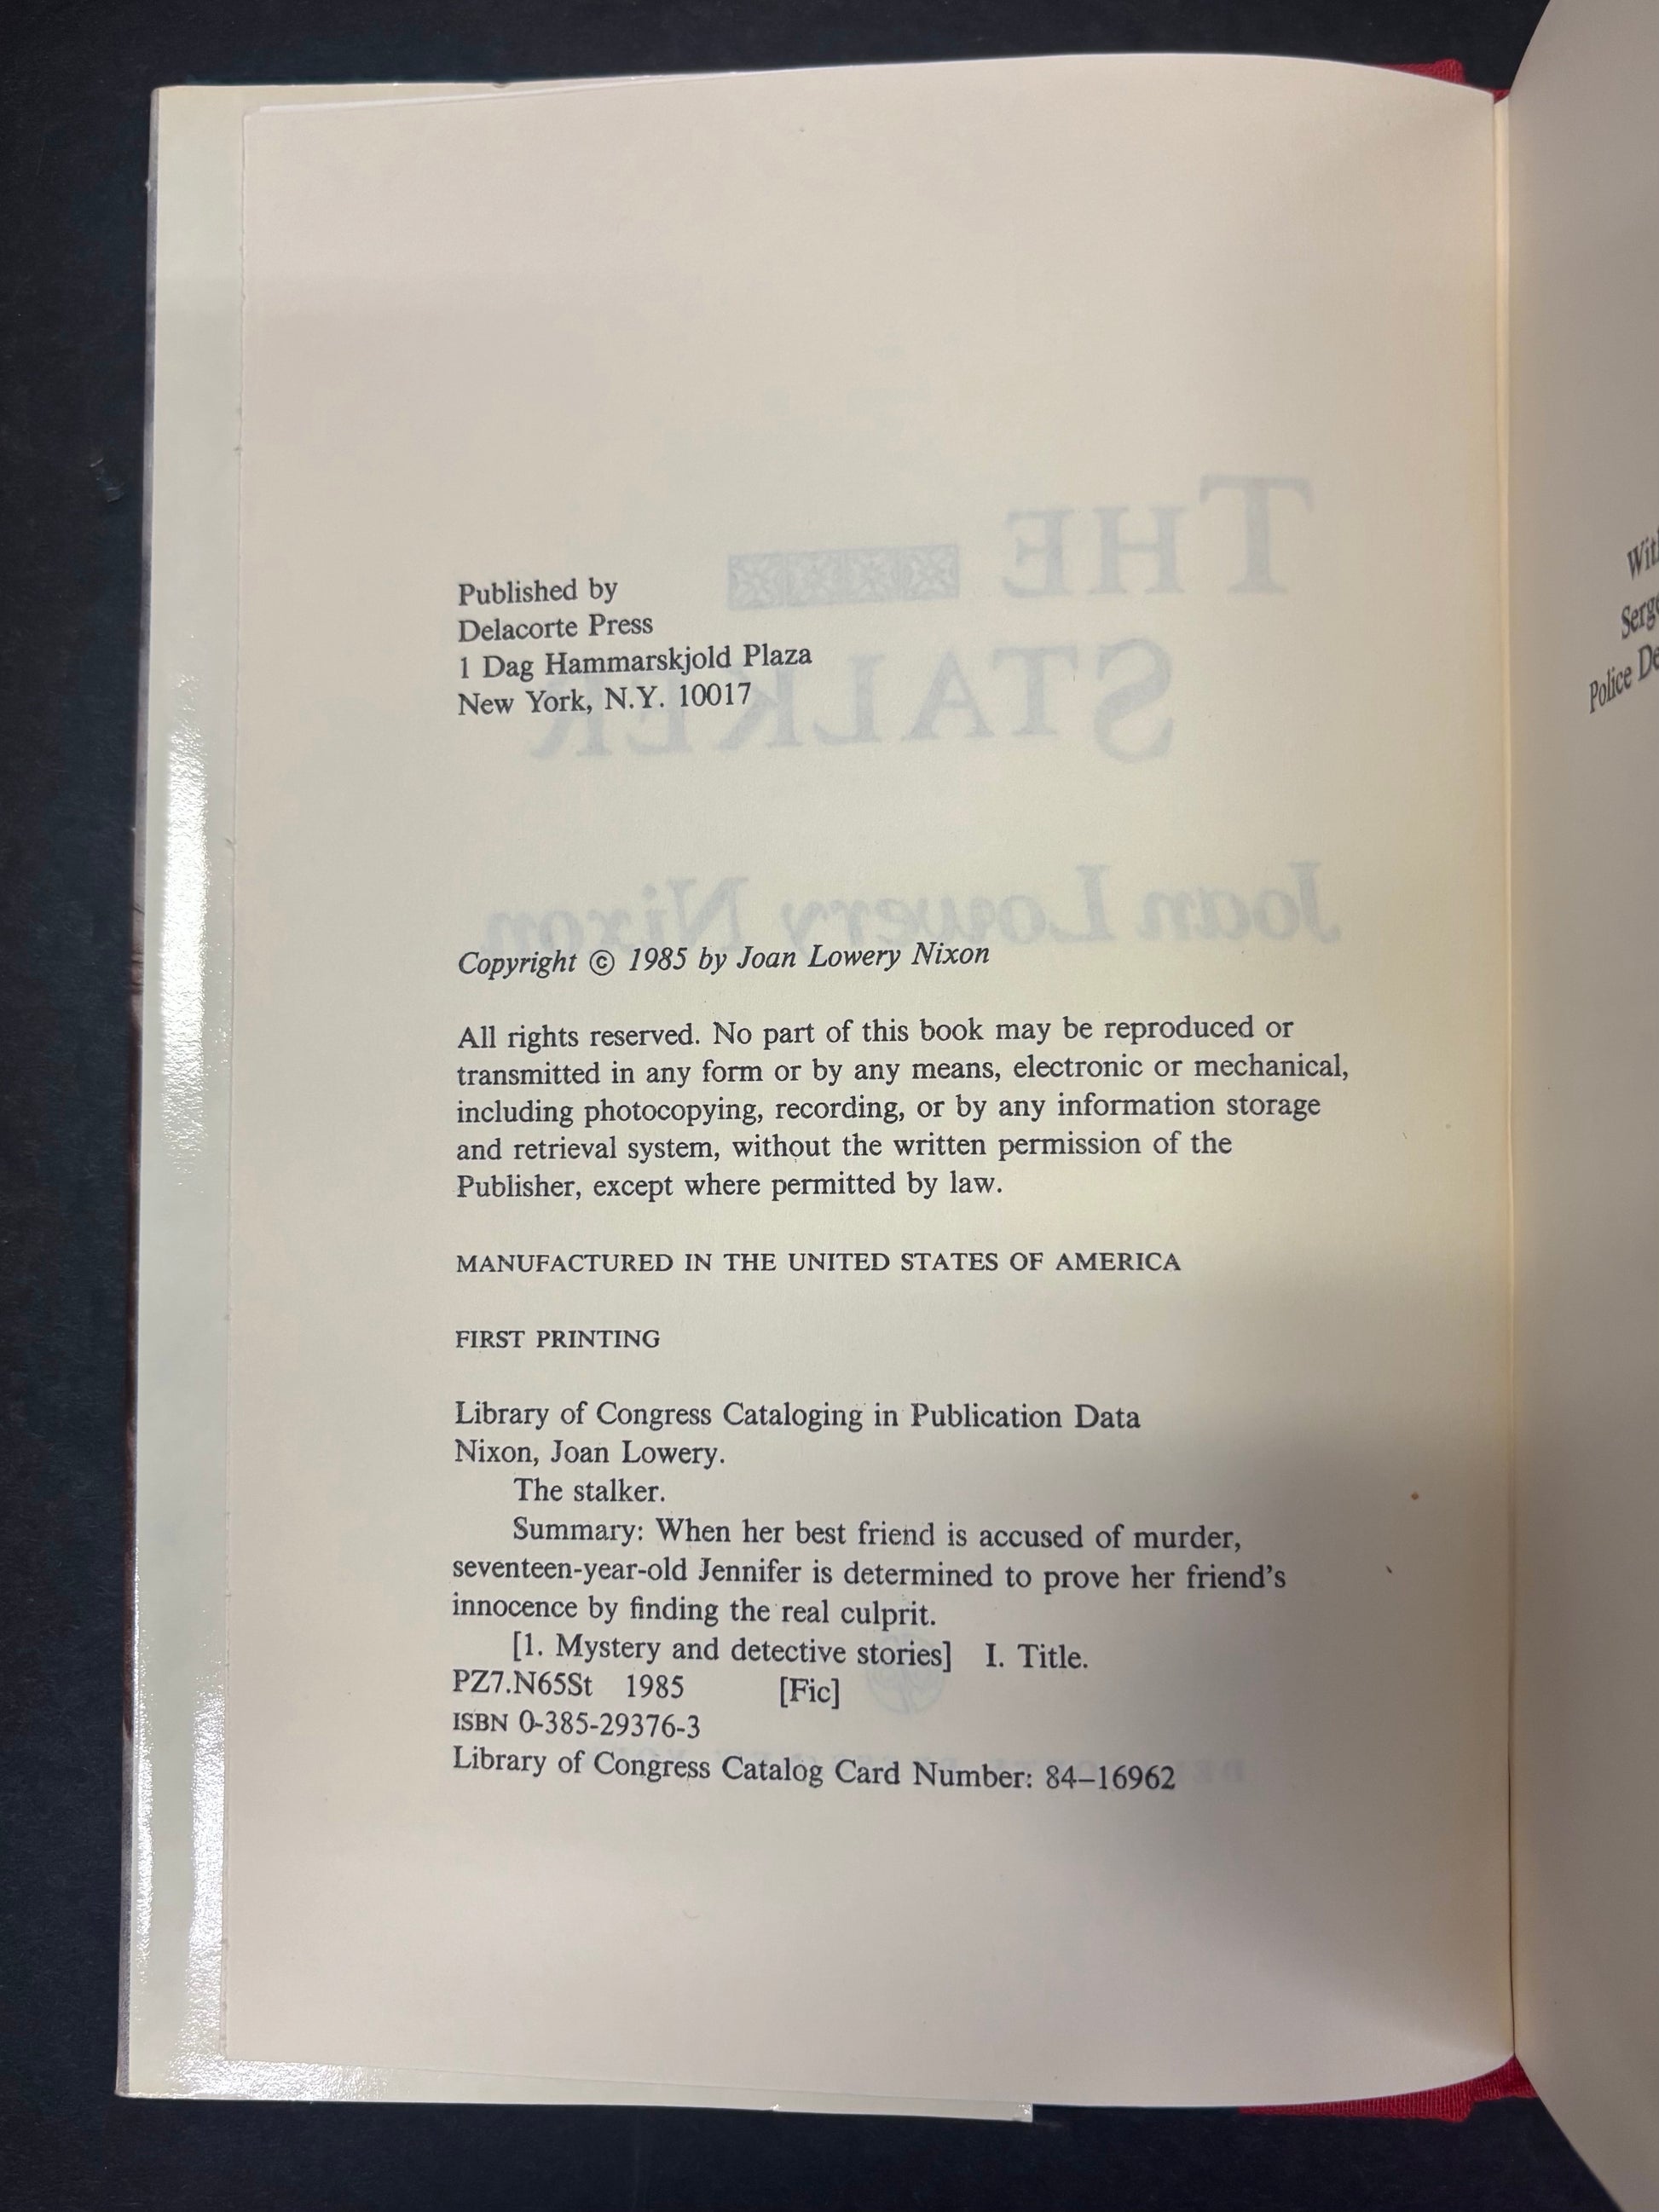 THE
STALKER
Joan Lowery Nixon
Published by
Delacorte Press
1 Dag Hammarskjold Plaza
New York, N.Y. 10017
Copyright © 1985 by Joan Lowery Nixon
All rights reserved. No part of this book may be reproduced or
transmitted in any form or by any means, electronic or mechanical,
including photocopying, recording, or by any information storage
and retrieval system, without the written permission of the
Publisher, except where permitted by law.
MANUFACTURED IN THE UNITED STATES OF AMERICA
FIRST PRINTING
Library of Congress Cataloging in Publication Data
Nixon, Joan Lowery.
The stalker.
Summary: When her best friend is accused of murder,
seventeen-year-old Jennifer is determined to prove her friend's
innocence by finding the real culprit.
[1. Mystery and detective stories] I. Title.
PZ7.N65St 1985 [Fic]
ISBN 0-385-29376-3
Library of Congress Catalog Card Number: 84–16962
Police